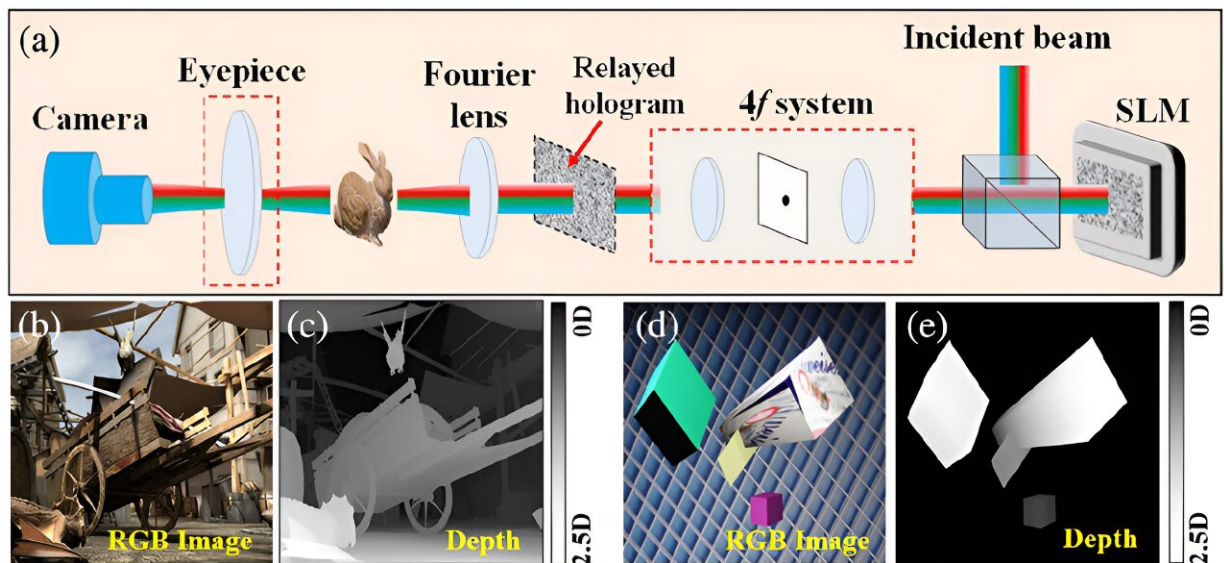 (a)
Eyepiece
Camera
Fourier
lens
Relayed
hologram
4f system
Incident beam
SLM
(b)
RGB Image
(c)
Depth
0D
2.5D
(d)
RGB Image
(e)
Depth
0D
2.5D